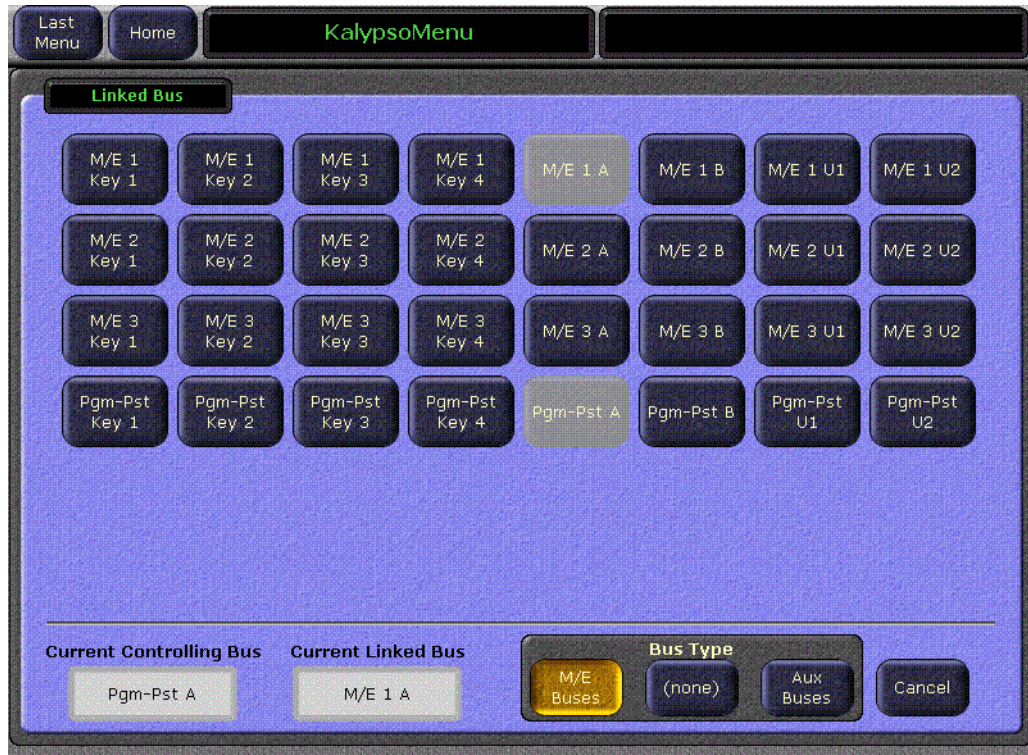 Last
Menu
Home
KalypsoMenu
Linked Bus
M/E 1
Key 1
M/E 1
Key 2
M/E 1
Key 3
M/E 1
Key 4
M/E 1 A
M/E 1 B
M/E 1 U1
M/E 1 U2
M/E 2
Key 1
M/E 2
Key 2
M/E 2
Key 3
M/E 2
Key 4
M/E 2 A
M/E 2 B
M/E 2 U1
M/E 2 U2
M/E 3
Key 1
M/E 3
Key 2
M/E 3
Key 3
M/E 3
Key 4
M/E 3 A
M/E 3 B
M/E 3 U1
M/E 3 U2
Pgm-Pst
Key 1
Pgm-Pst
Key 2
Pgm-Pst
Key 3
Pgm-Pst
Key 4
Pgm-Pst A
Pgm-Pst B
Pgm-Pst
U1
Pgm-Pst
U2
Current Controlling Bus
Pgm-Pst A
Current Linked Bus
M/E 1 A
Bus Type
M/E
Buses
(none)
Aux
Buses
Cancel